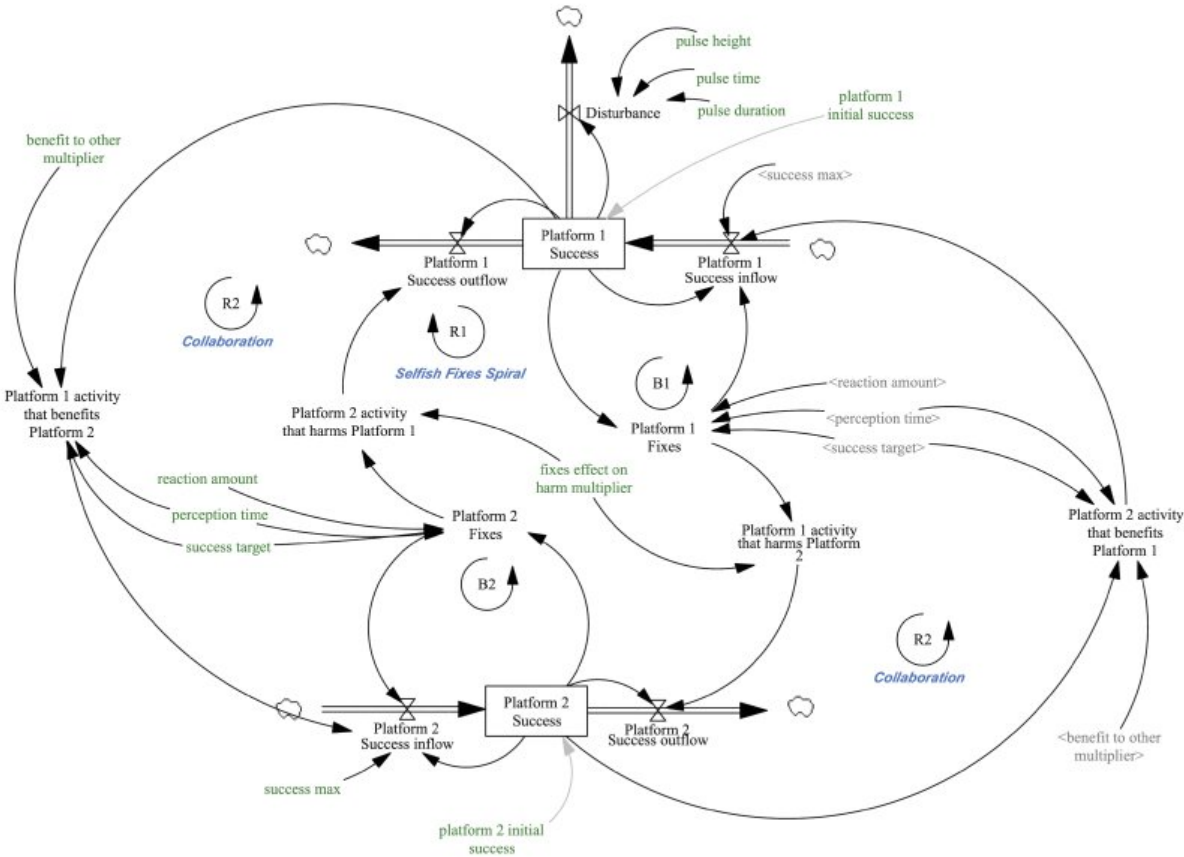 pulse height
pulse time
Disturbance
pulse duration
platform 1
initial success
benefit to other
multiplier
<success max>
Platform 1
Success
Platform 1
Success outflow
Platform 1
Success inflow
R2
Collaboration
R1
Selfish Fixes Spiral
B1
<reaction amount>
Platform 1 activity
that benefits
Platform 2
Platform 2 activity
that harms Platform 1
<perception time>
Platform 1
Fixes
<success target>
fixes effect on
harm multiplier
reaction amount
perception time
success target
Platform 2
Fixes
Platform 1 activity
that harms Platform
2
Platform 2 activity
that benefits
Platform 1
B2
R2
Collaboration
Platform 2
Success
Platform 2
Success inflow
Platform 2
Success outflow
<benefit to other
multiplier>
success max
platform 2 initial
success